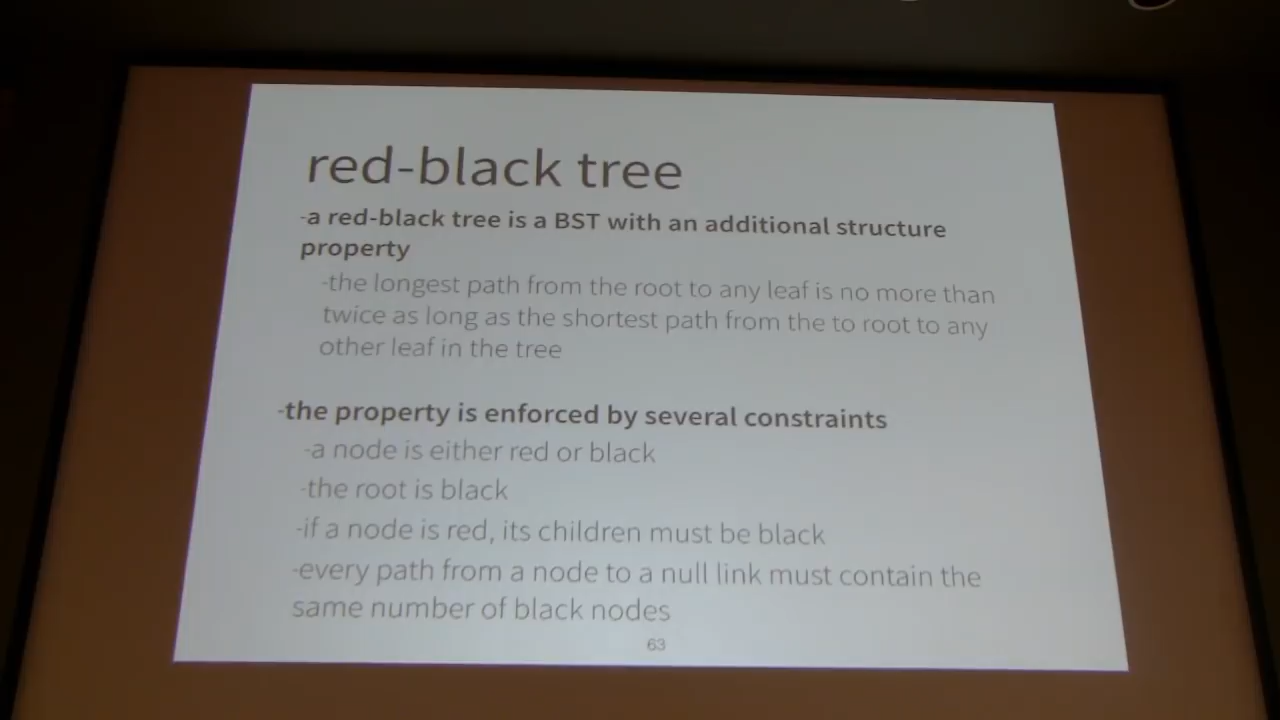 red-black tree
-a red-black tree is a BST with an additional structure
property
-the longest path from the root to any leaf is no more than
twice as long as the shortest path from the to root to any
other leaf in the tree
-the property is enforced by several constraints
-a node is either red or black
-the root is black
-if a node is red, its children must be black
-every path from a node to a null link must contain the
same number of black nodes
63